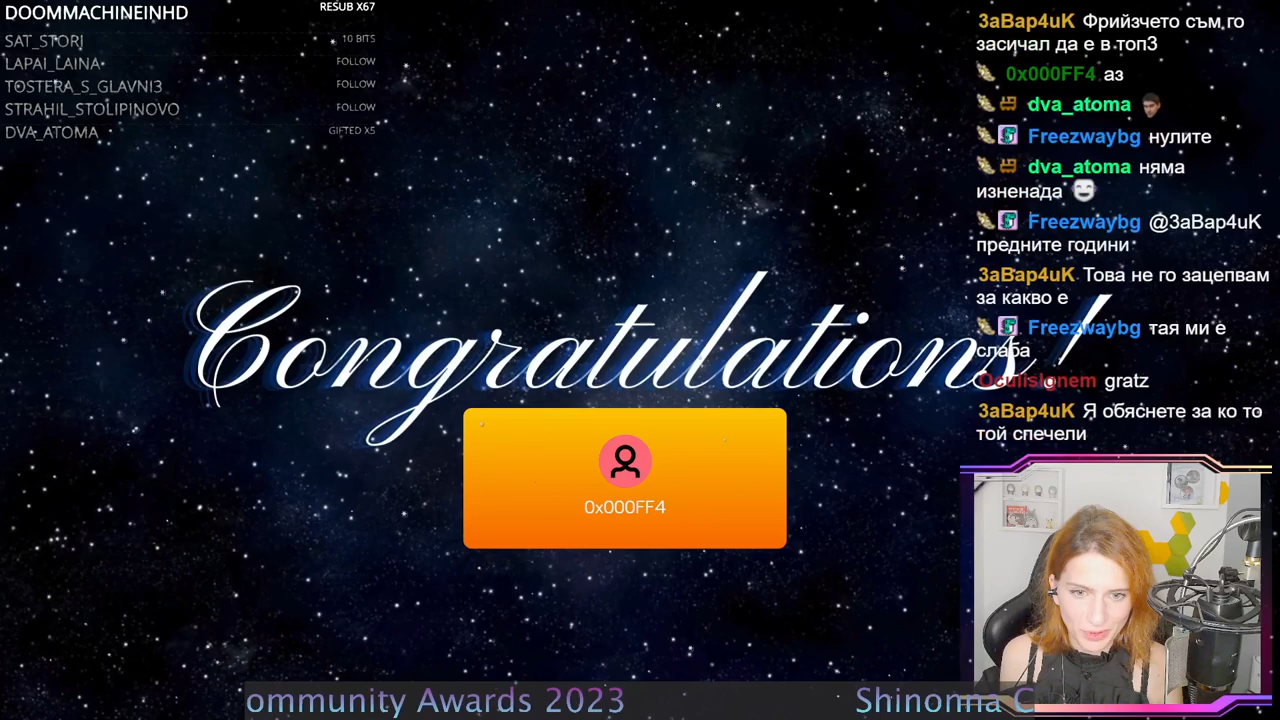 DOOMMACHINEINHD RESUB X67
SAT_STORI 10 BITS
LAPAI_LAINA FOLLOW
TOSTERA_S_GLAVNI3 FOLLOW
STRAHIL_STOLIPINOVO FOLLOW
DVA_ATOMA GIFTED X5
Congratulations!
0x000FF4
3aBap4uK Фрийзчето съм го
засичал да е в топ3
0x000FF4 аз
dva_atoma
Freezwaybg нулите
dva_atoma няма
изненада
Freezwaybg @3aBap4uK
предните години
3aBap4uK Това не го зацепвам
за какво е
Freezwaybg тая ми е
слаба
OculisIgnem gratz
3aBap4uK Я обяснете за ко то
той спечели
ommunity Awards 2023 Shinonna C